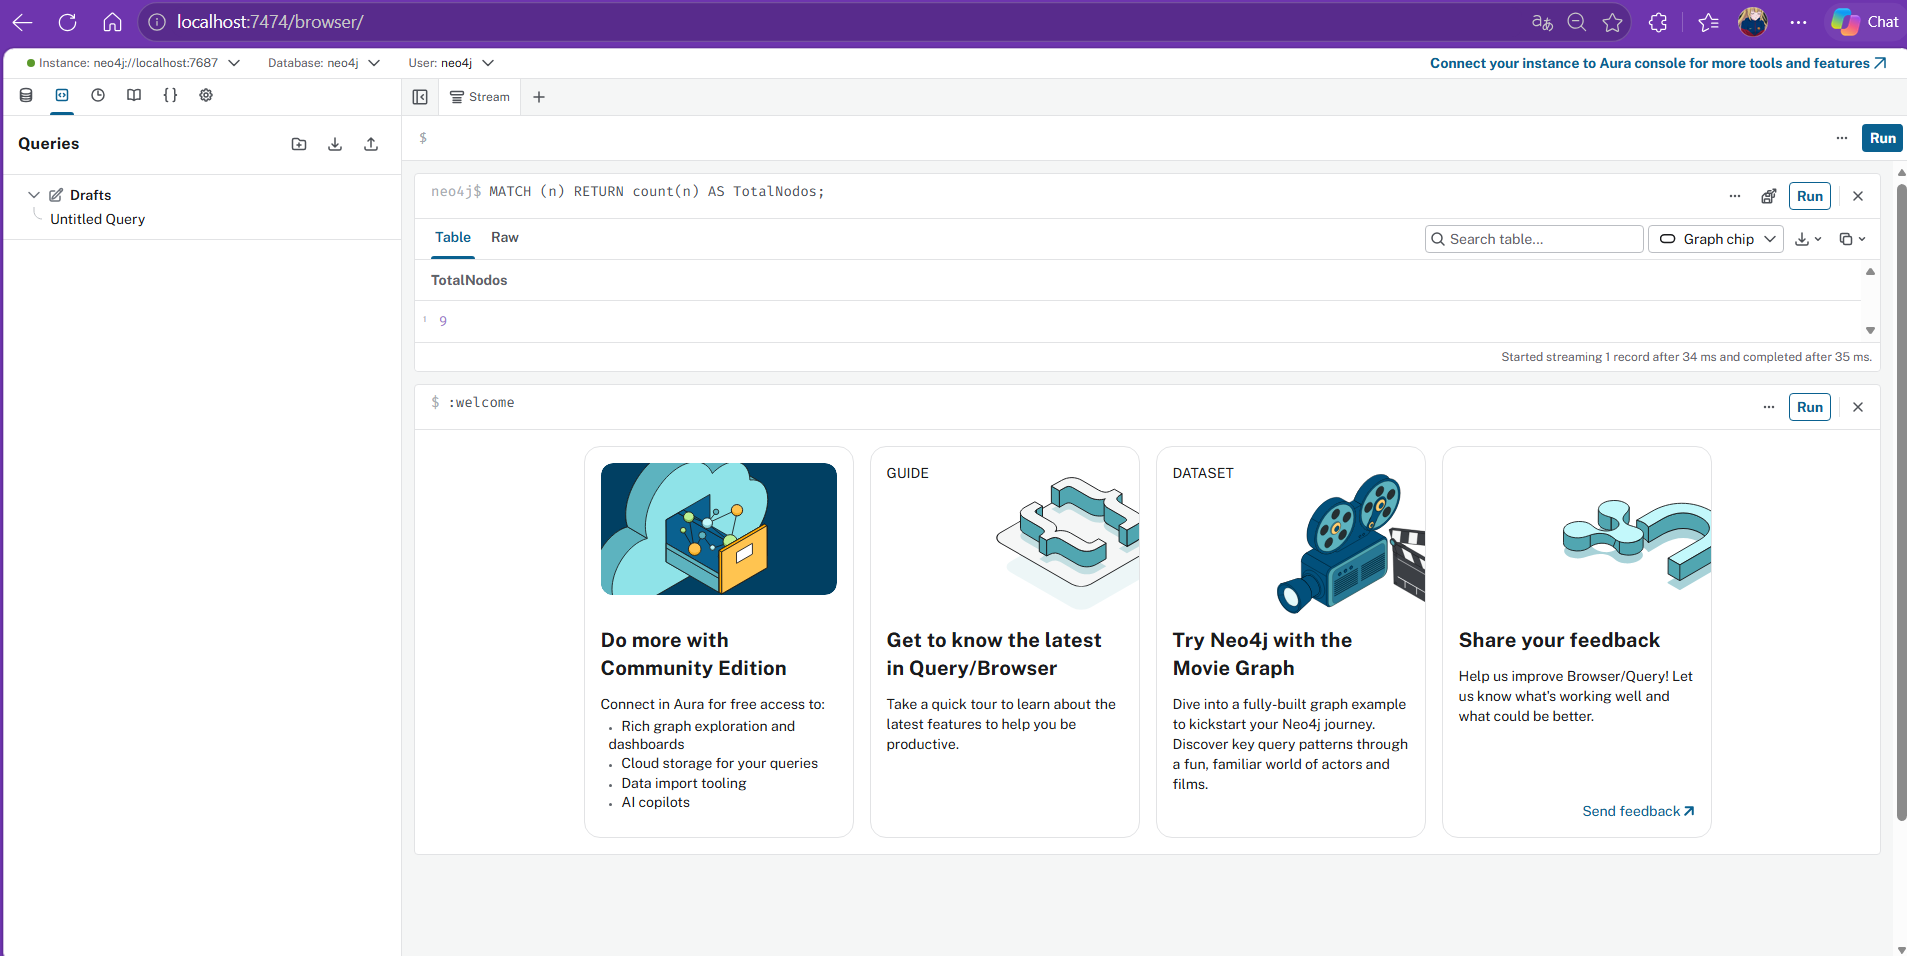 localhost:7474/browser/
Chat
Instance: neo4j://localhost:7687
Database: neo4j
User: neo4j
Connect your instance to Aura console for more tools and features
Stream
Queries
$
Run
Drafts
Untitled Query
neo4j$ MATCH (n) RETURN count(n) AS TotalNodos;
Run
Table
Raw
Search table...
Graph chip
TotalNodos
1 9
Started streaming 1 record after 34 ms and completed after 35 ms.
$ :welcome
Run
Do more with
Community Edition
Connect in Aura for free access to:
• Rich graph exploration and
dashboards
• Cloud storage for your queries
• Data import tooling
• AI copilots
GUIDE
Get to know the latest
in Query/Browser
Take a quick tour to learn about the
latest features to help you be
productive.
DATASET
Try Neo4j with the
Movie Graph
Dive into a fully-built graph example
to kickstart your Neo4j journey.
Discover key query patterns through
a fun, familiar world of actors and
films.
Share your feedback
Help us improve Browser/Query! Let
us know what's working well and
what could be better.
Send feedback